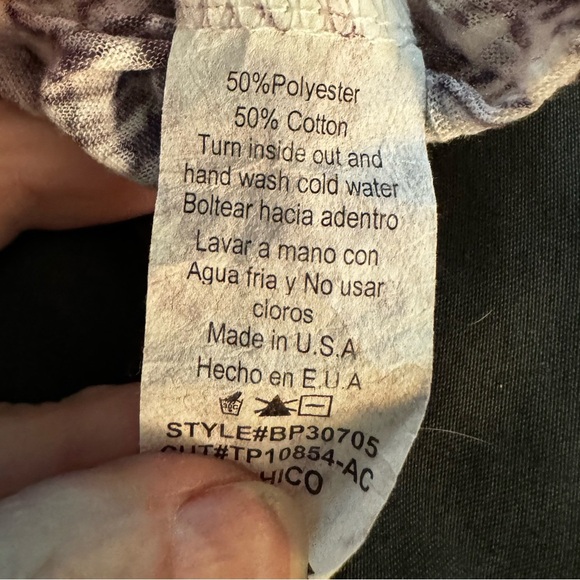 50%Polyester
50% Cotton
Turn inside out and
hand wash cold water
Boltear hacia adentro
Lavar a mano con
Agua fria y No usar
cloros
Made in U.S.A
Hecho en E.U.A
STYLE#BP30705
CUT#TP10854-AC